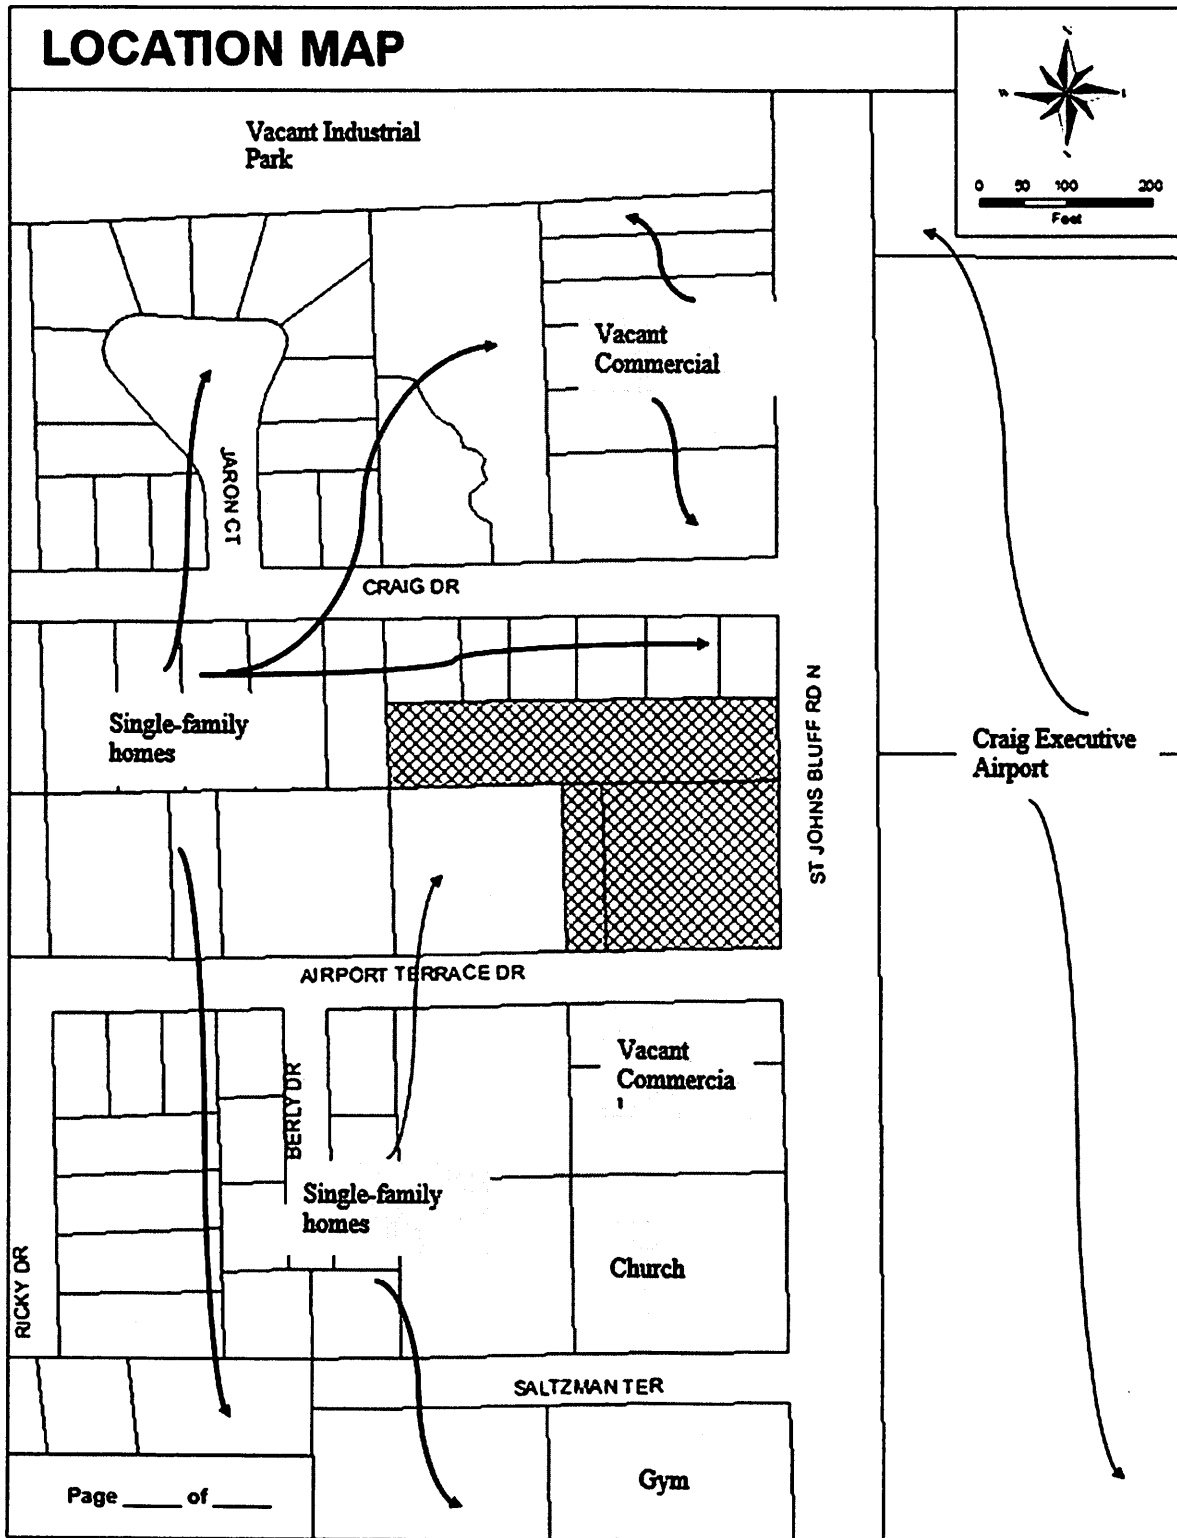 LOCATION MAP
W
0 50 100 200
Feet
Vacant Industrial
Park
Vacant
Commercial
JARON CT
CRAIG DR
Single-family
homes
ST JOHNS BLUFF RD N
Craig Executive
Airport
AIRPORT TERRACE DR
BERLY DR
Vacant
Commercia
l
Single-family
homes
Church
RICKY DR
SALTZMAN TER
Gym
Page _____ of _____